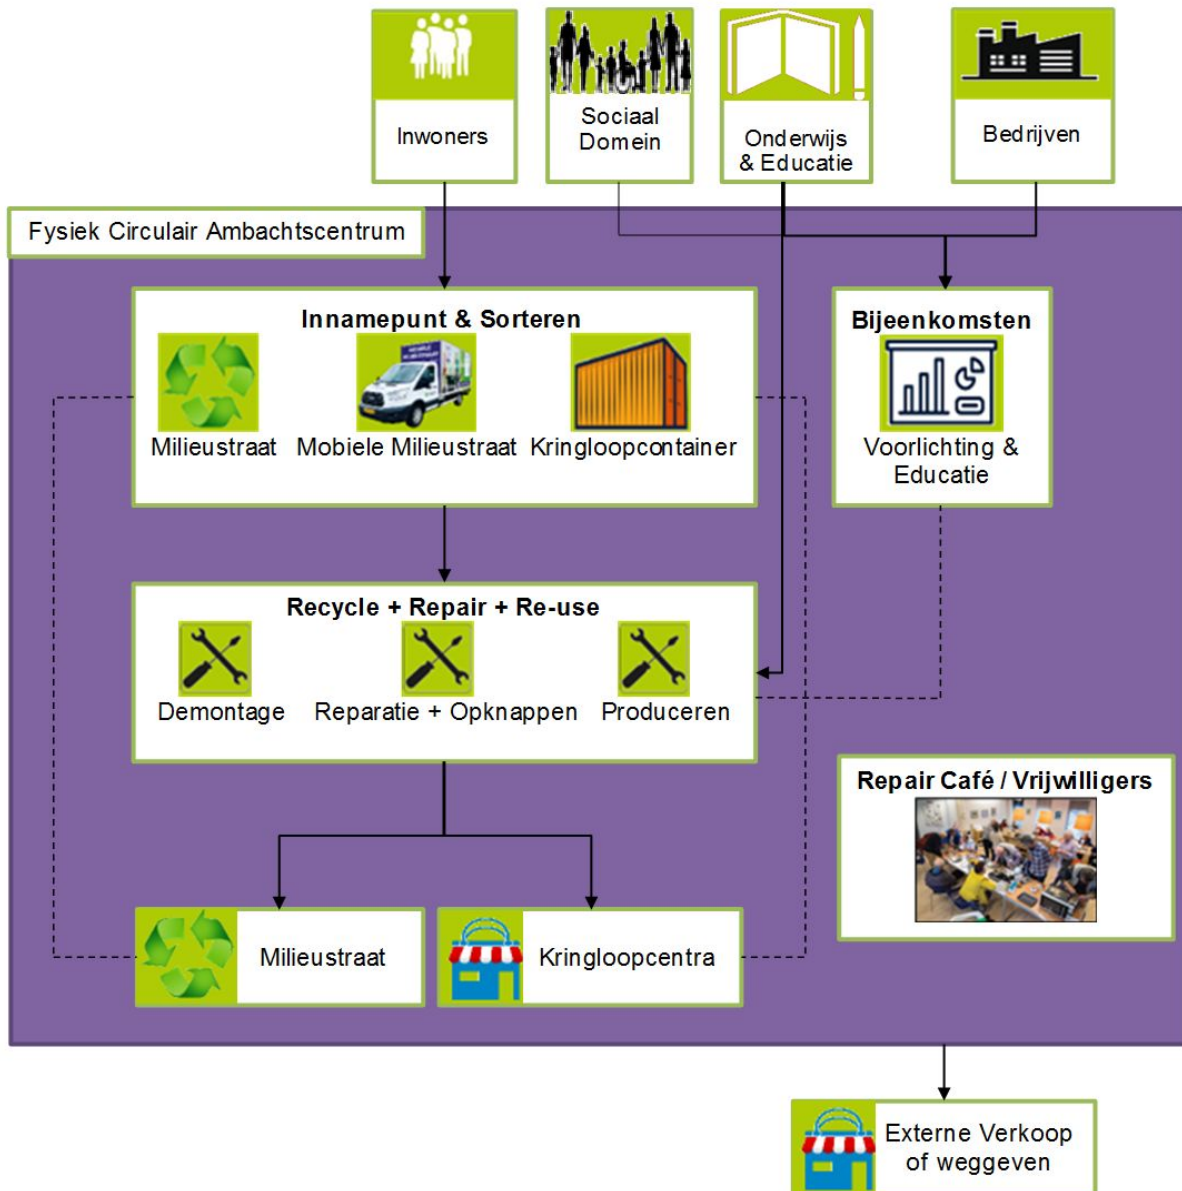 Inwoners
Sociaal
Domein
Onderwijs
& Educatie
Bedrijven
Fysiek Circulair Ambachtscentrum
Innamepunt & Sorteren
Milieustraat
Mobiele Milieustraat
Kringloopcontainer
Bijeenkomsten
Voorlichting &
Educatie
Recycle + Repair + Re-use
Demontage
Reparatie + Opknappen
Produceren
Repair Café / Vrijwilligers
Milieustraat
Kringloopcentra
Externe Verkoop
of weggeven